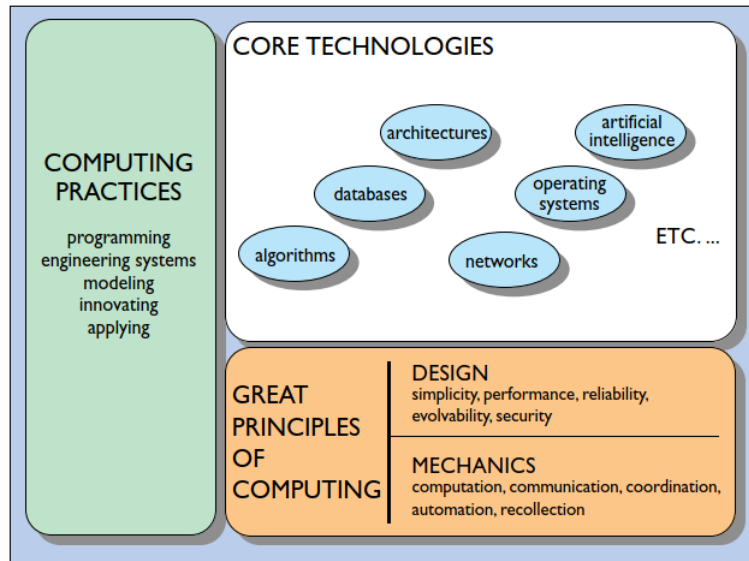 COMPUTING
PRACTICES
programming
engineering systems
modeling
innovating
applying
CORE TECHNOLOGIES
architectures
artificial
intelligence
databases
operating
systems
algorithms
networks
ETC. ...
GREAT
PRINCIPLES
OF
COMPUTING
DESIGN
simplicity, performance, reliability,
evolvability, security
MECHANICS
computation, communication, coordination,
automation, recollection